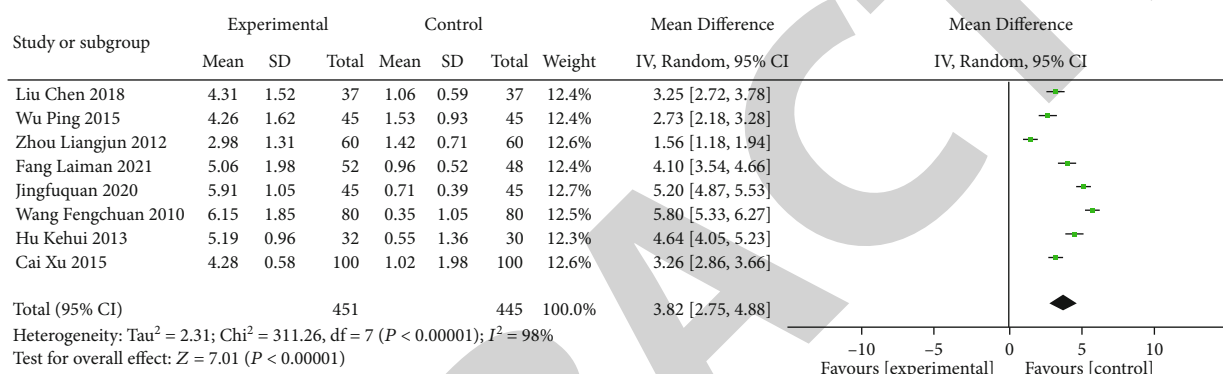 Study or subgroup Experimental Control Mean Difference Mean Difference
Mean SD Total Mean SD Total Weight IV, Random, 95% CI IV, Random, 95% CI
Liu Chen 2018 4.31 1.52 37 1.06 0.59 37 12.4% 3.25 [2.72, 3.78]
Wu Ping 2015 4.26 1.62 45 1.53 0.93 45 12.4% 2.73 [2.18, 3.28]
Zhou Liangjun 2012 2.98 1.31 60 1.42 0.71 60 12.6% 1.56 [1.18, 1.94]
Fang Laiman 2021 5.06 1.98 52 0.96 0.52 48 12.4% 4.10 [3.54, 4.66]
Jingfuquan 2020 5.91 1.05 45 0.71 0.39 45 12.7% 5.20 [4.87, 5.53]
Wang Fengchuan 2010 6.15 1.85 80 0.35 1.05 80 12.5% 5.80 [5.33, 6.27]
Hu Kehui 2013 5.19 0.96 32 0.55 1.36 30 12.3% 4.64 [4.05, 5.23]
Cai Xu 2015 4.28 0.58 100 1.02 1.98 100 12.6% 3.26 [2.86, 3.66]
Total (95% CI) 451 445 100.0% 3.82 [2.75, 4.88]
Heterogeneity: Tau² = 2.31; Chi² = 311.26, df = 7 (P < 0.00001); I² = 98%
Test for overall effect: Z = 7.01 (P < 0.00001)
−10 −5 0 5 10
Favours [experimental] Favours [control]